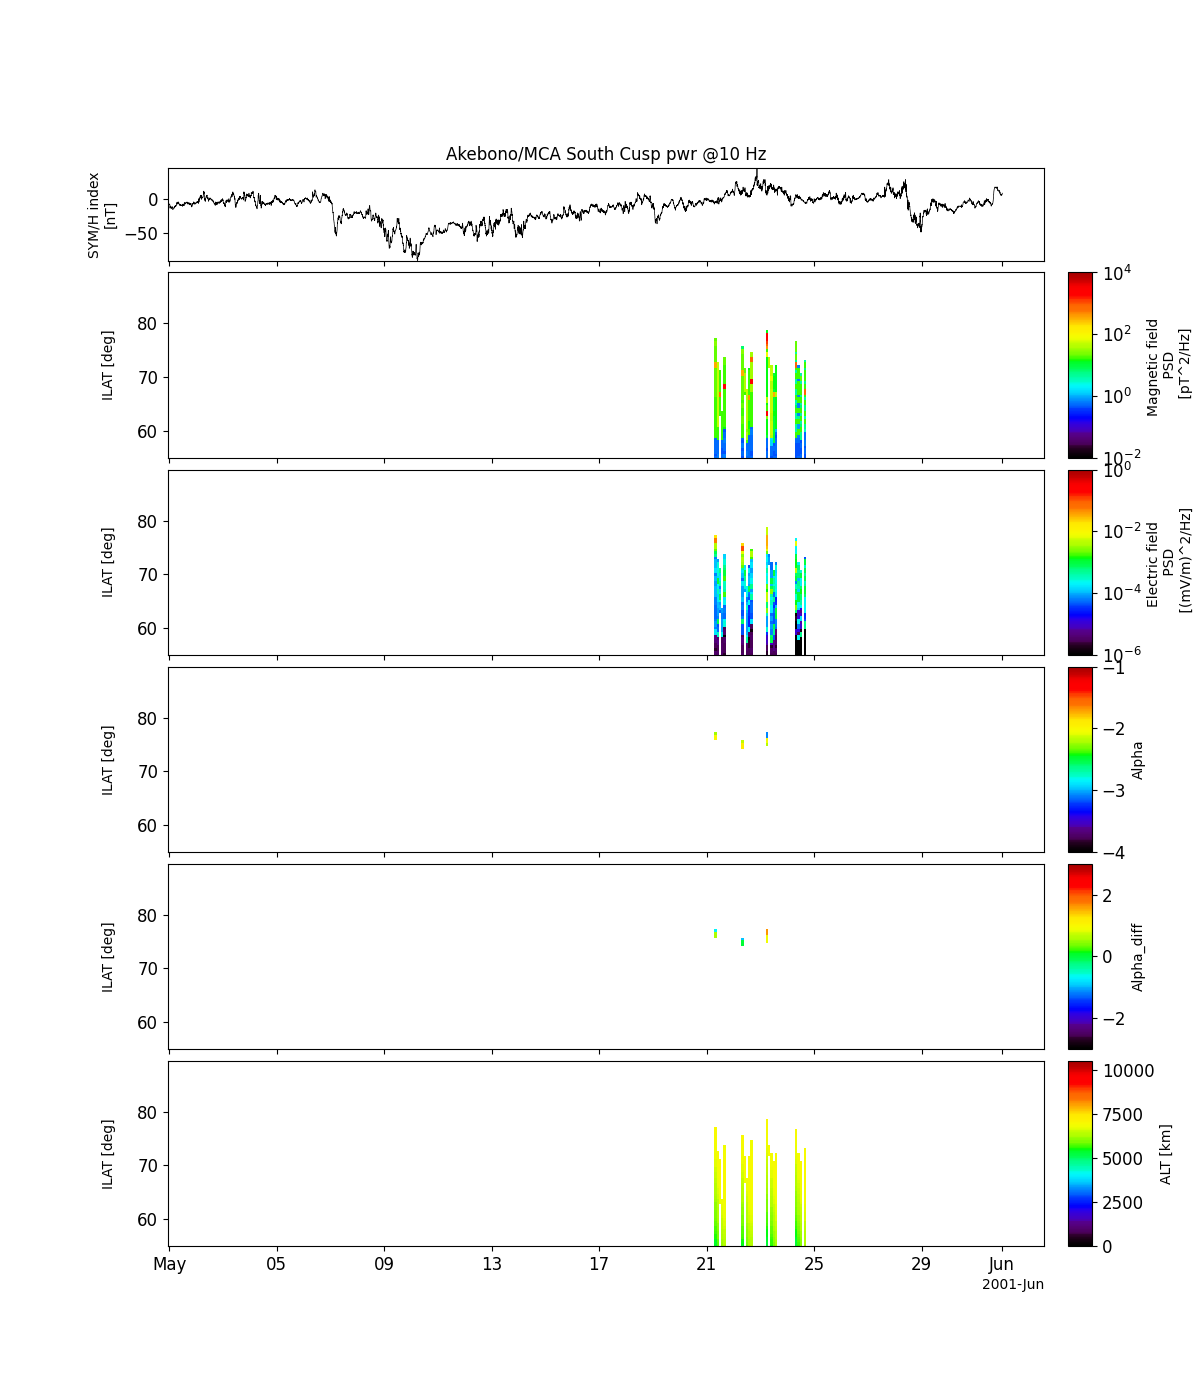 Akebono/MCA South Cusp pwr @10 Hz
SYM/H index
[nT]
0
−50
ILAT [deg]
80
70
60
10^4
10^2
10^0
10^−2
Magnetic field
PSD
[pT^2/Hz]
ILAT [deg]
80
70
60
10^0
10^−2
10^−4
10^−6
Electric field
PSD
[(mV/m)^2/Hz]
ILAT [deg]
80
70
60
−1
−2
−3
−4
Alpha
ILAT [deg]
80
70
60
2
0
−2
Alpha_diff
ILAT [deg]
80
70
60
10000
7500
5000
2500
0
ALT [km]
May 05 09 13 17 21 25 29 Jun
2001-Jun